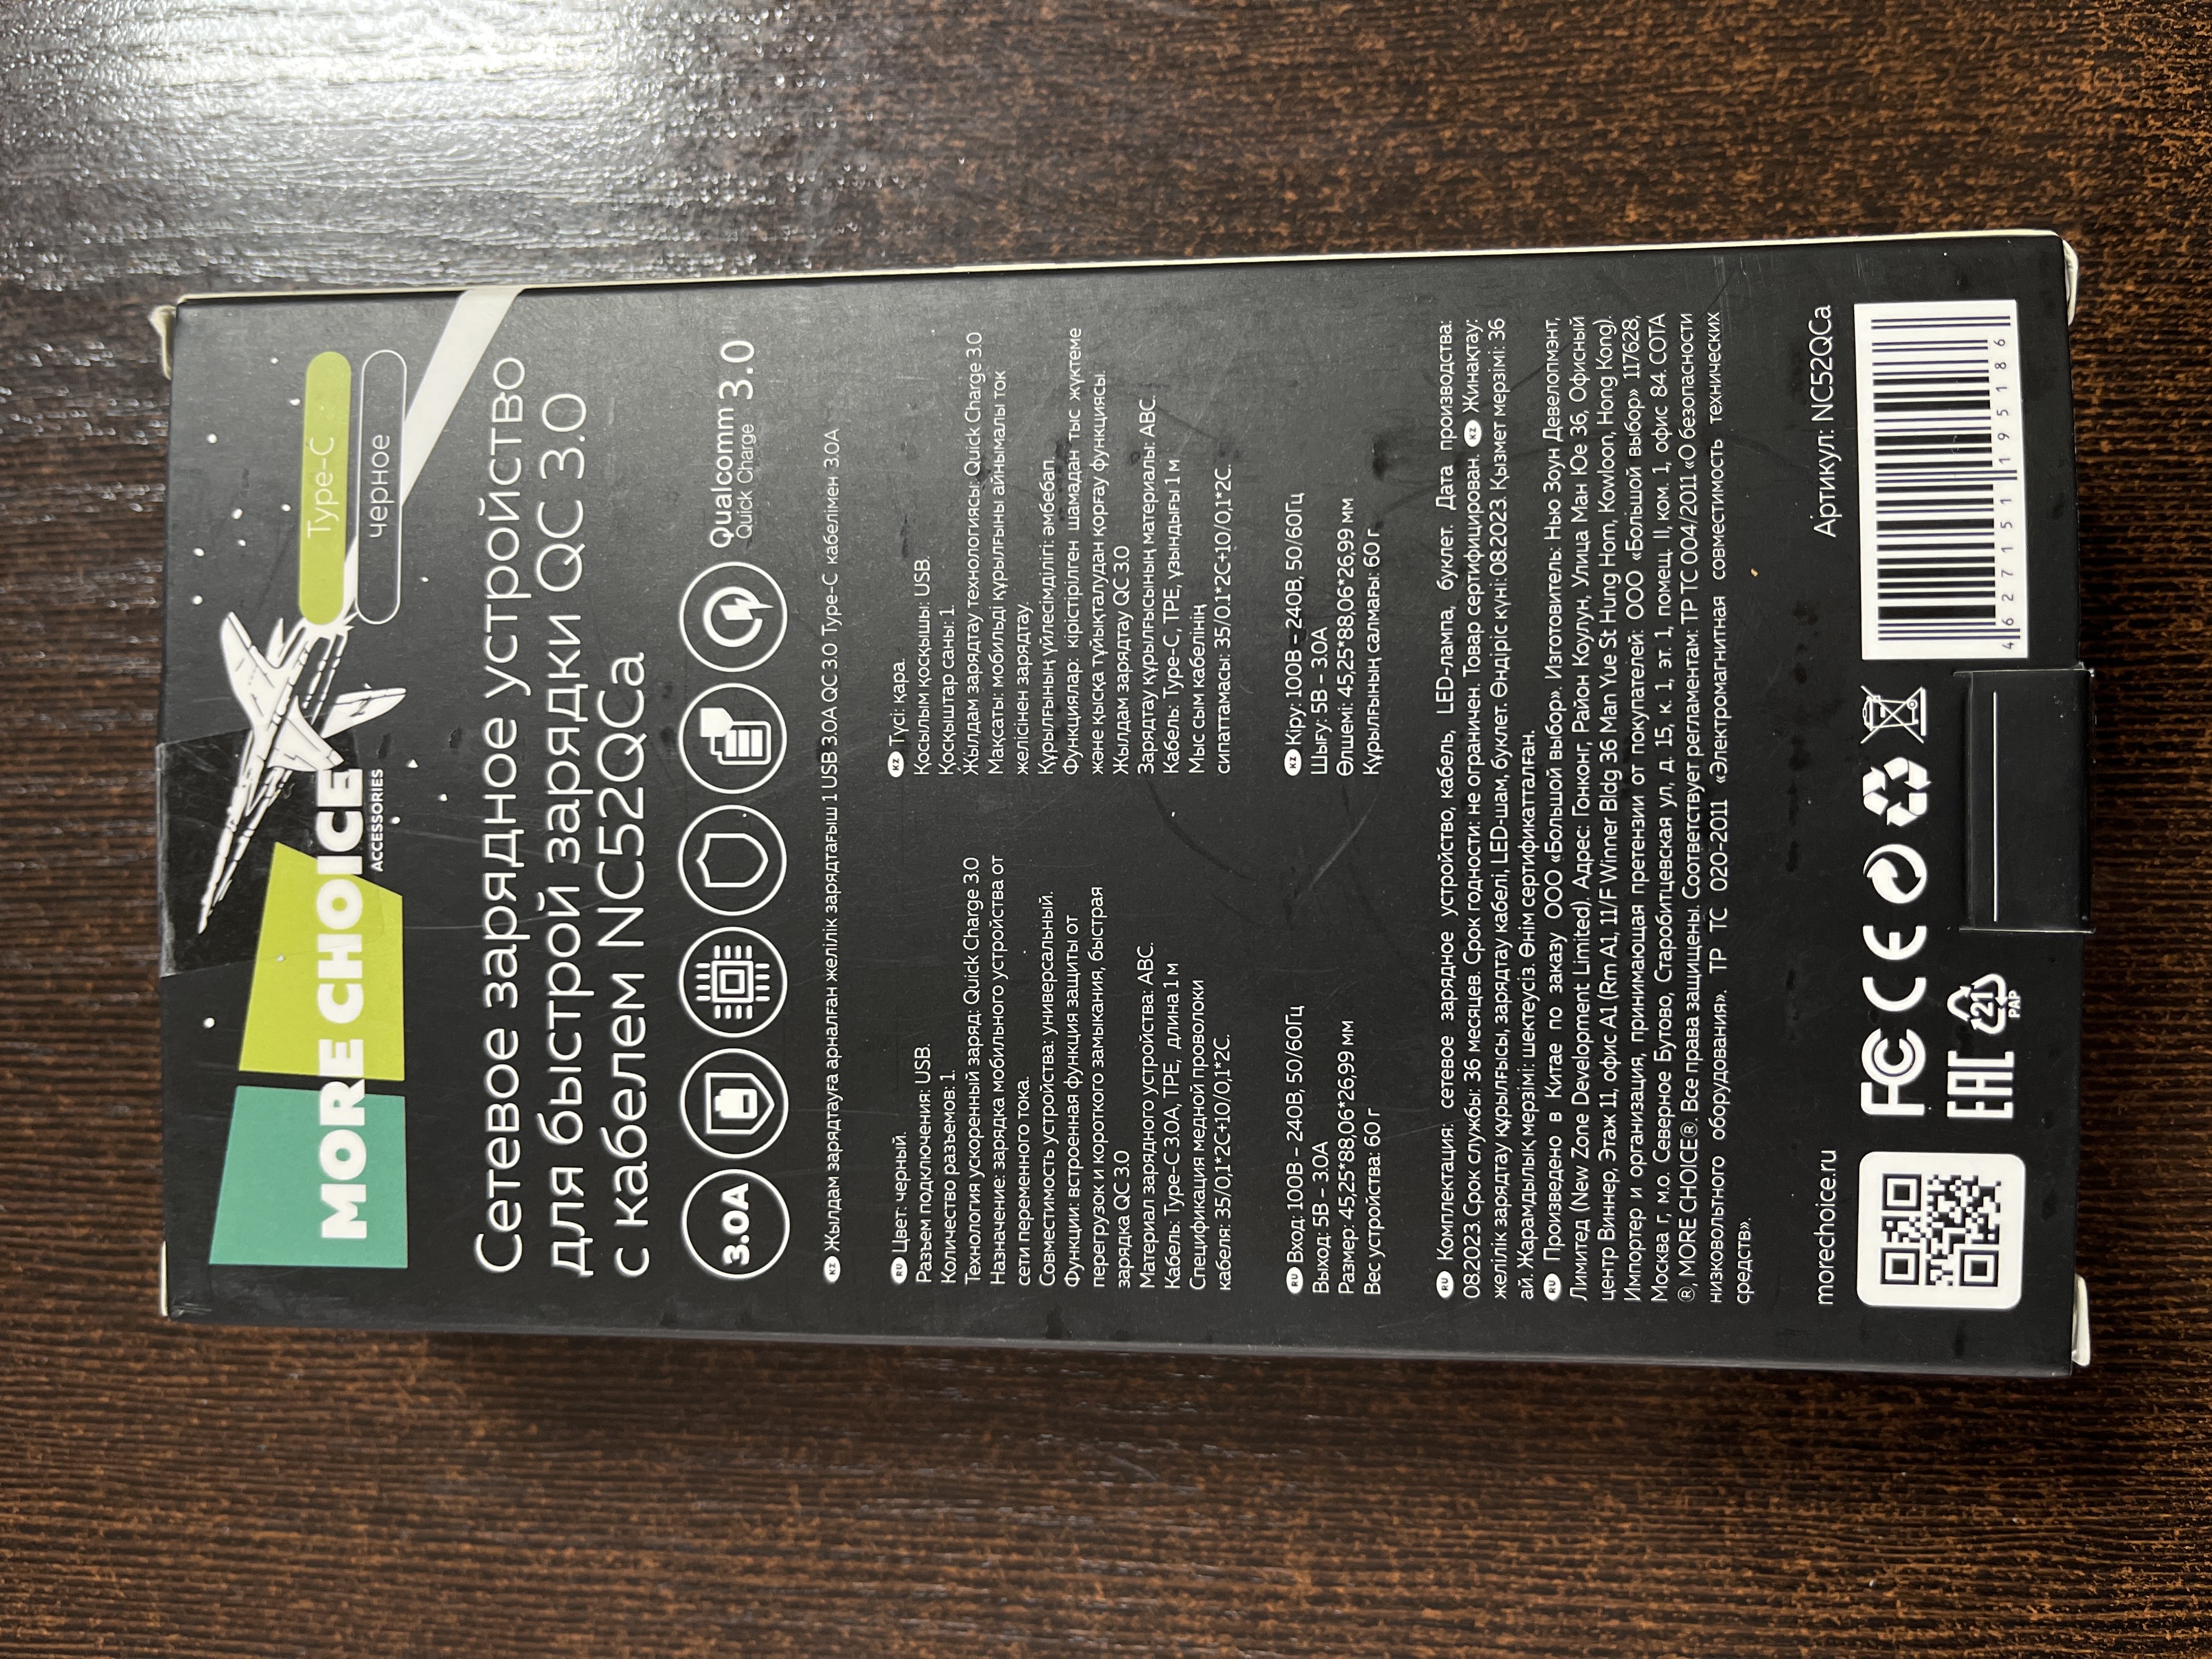 MORE CHOICE
ACCESSORIES
Type-C
черное
Сетевое зарядное устройство
для быстрой зарядки QC 3.0
с кабелем NC52QCa
3.0A
Qualcomm
Quick Charge 3.0
KZ Жылдам зарядтауға арналған желілік зарядтағыш 1 USB 3.0A QC 3.0 Type-C кабелімен 3.0A
RU Цвет: черный.
Разъем подключения: USB.
Количество разъемов: 1.
Технология ускоренный заряд: Quick Charge 3.0
Назначение: зарядка мобильного устройства от
сети переменного тока.
Совместимость устройства: универсальный.
Функции: встроенная функция защиты от
перегрузок и короткого замыкания, быстрая
зарядка QC 3.0
Материал зарядного устройства: ABC.
Кабель: Type-C 3.0A, TPE, длина 1 м
Спецификация медной проволоки
кабеля: 35/0,1*2C+10/0,1*2C.
KZ Түсі: қара.
Қосылым қосқышы: USB.
Қосқыштар саны: 1.
Жылдам зарядтау технологиясы: Quick Charge 3.0
Мақсаты: мобильді құрылғыны айнымалы ток
желісінен зарядтау.
Құрылғының үйлесімділігі: әмбебап.
Функциялар: кірістірілген шамадан тыс жүктеме
және қысқа тұйықталудан қорғау функциясы.
Жылдам зарядтау QC 3.0
Зарядтау құрылғысының материалы: ABC.
Кабель: Type-C, TPE, ұзындығы 1 м
Мыс сым кабелінің
сипаттамасы: 35/0.1*2C+10/0,1*2C.
RU Вход: 100В – 240В, 50/60Гц
Выход: 5В – 3.0А
Размер: 45,25*88,06*26,99 мм
Вес устройства: 60 г
KZ Кіру: 100В – 240В, 50/60Гц
Шығу: 5В – 3.0А
Өлшемі: 45,25*88,06*26,99 мм
Құрылғының салмағы: 60 г
RU Комплектация: сетевое зарядное устройство, кабель, LED-лампа, буклет. Дата производства:
08.2023 Срок службы: 36 месяцев. Срок годности: не ограничен. Товар сертифицирован. KZ Жинақтау:
желілік зарядтау құрылғысы, зарядтау кабелі, LED-шам, буклет. Өндіріс күні: 08.2023. Қызмет мерзімі: 36
ай. Жарамдылық мерзімі: шектеусіз. Өнім сертификатталған.
RU Произведено в Китае по заказу ООО «Большой выбор». Изготовитель: Нью Зоун Девелопмэнт,
Лимитед (New Zone Development Limited), Адрес: Гонконг, Район Коулун, Улица Ман Юе 36, Офисный
центр Виннер, Этаж 11, офис А1 (Rm A1, 11/F Winner Bldg 36 Man Yue St Hung Hom, Kowloon, Hong Kong).
Импортер и организация, принимающая претензии от покупателей: ООО «Большой выбор» 117628,
Москва г, м.о. Северное Бутово, Старобитцевская ул, д. 15, к. 1, эт. 1, помещ. II, ком. 1, офис 84. СОТА
®, MORE CHOICE®. Все права защищены. Соответствует регламентам: ТР ТС 004/2011 «О безопасности
низковольтного оборудования». ТР ТС 020-2011 «Электромагнитная совместимость технических
средств».
morechoice.ru
Артикул: NC52QCa
FC CE
EAC
21
PAP
4 627151 195186